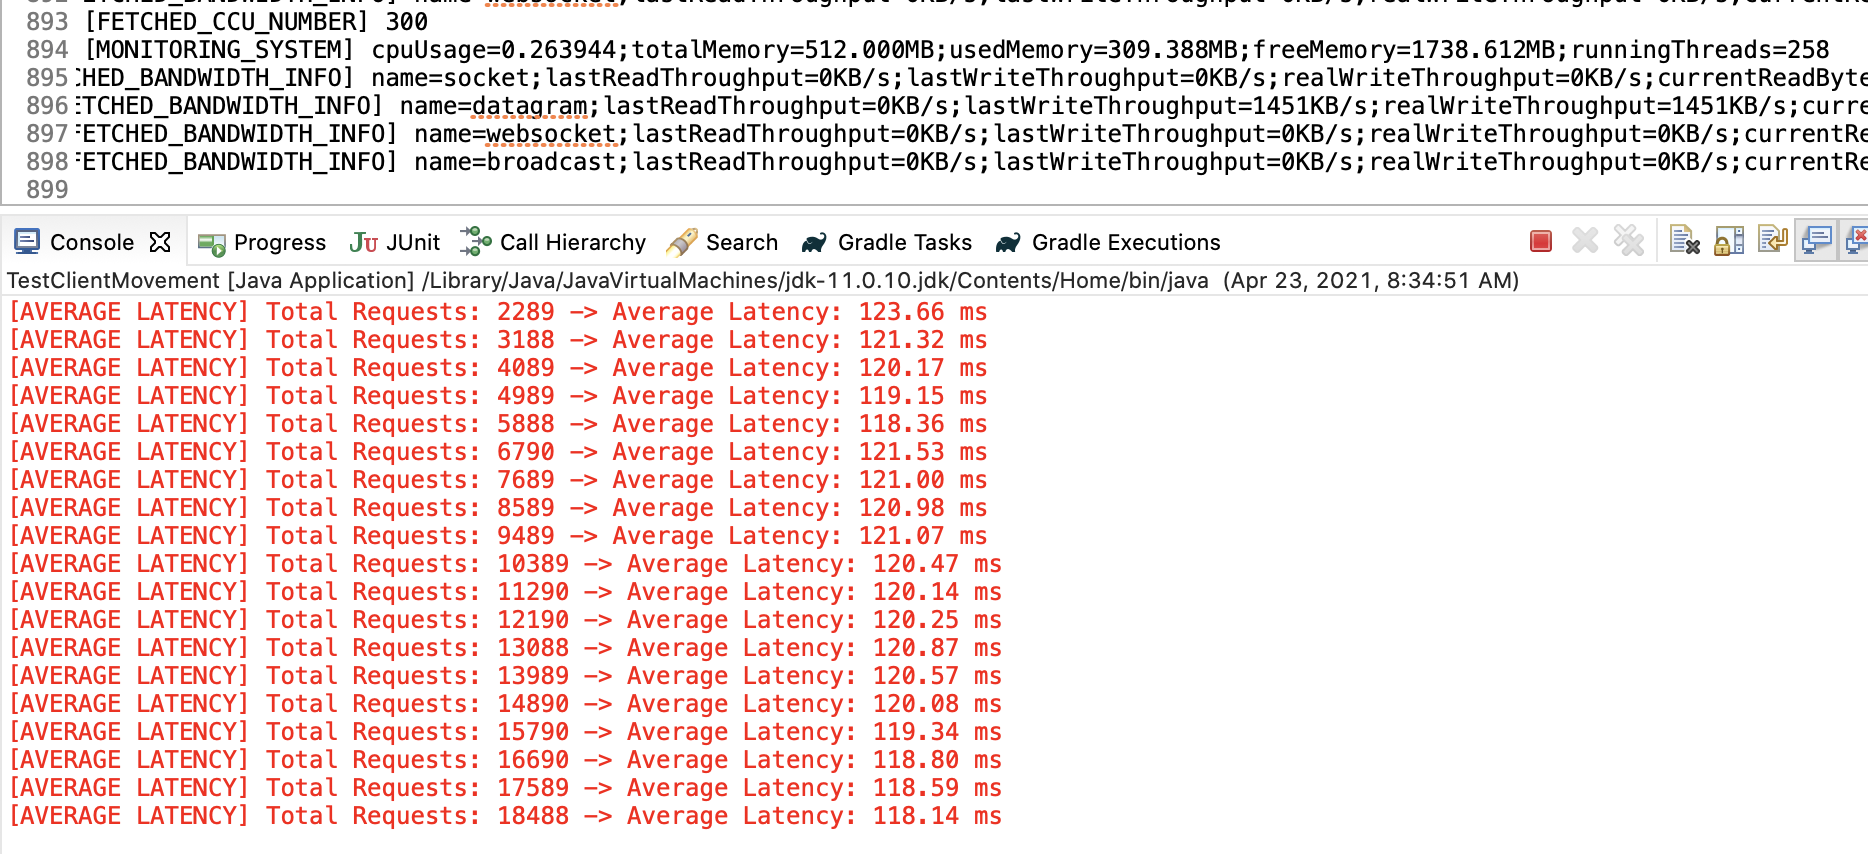 892 ETCHED_BANDWIDTH_INFO] name=websocket;lastReadThroughput=0KB/s;lastWriteThroughput=0KB/s;realWriteThroughput=0KB/s;currentRe
893 [FETCHED_CCU_NUMBER] 300
894 [MONITORING_SYSTEM] cpuUsage=0.263944;totalMemory=512.000MB;usedMemory=309.388MB;freeMemory=1738.612MB;runningThreads=258
895 CHED_BANDWIDTH_INFO] name=socket;lastReadThroughput=0KB/s;lastWriteThroughput=0KB/s;realWriteThroughput=0KB/s;currentReadByte
896 ETCHED_BANDWIDTH_INFO] name=datagram;lastReadThroughput=0KB/s;lastWriteThroughput=1451KB/s;realWriteThroughput=1451KB/s;curre
897 FETCHED_BANDWIDTH_INFO] name=websocket;lastReadThroughput=0KB/s;lastWriteThroughput=0KB/s;realWriteThroughput=0KB/s;currentRe
898 FETCHED_BANDWIDTH_INFO] name=broadcast;lastReadThroughput=0KB/s;lastWriteThroughput=0KB/s;realWriteThroughput=0KB/s;currentRe
899
Console Progress JUnit Call Hierarchy Search Gradle Tasks Gradle Executions
TestClientMovement [Java Application] /Library/Java/JavaVirtualMachines/jdk-11.0.10.jdk/Contents/Home/bin/java (Apr 23, 2021, 8:34:51 AM)
[AVERAGE LATENCY] Total Requests: 2289 -> Average Latency: 123.66 ms
[AVERAGE LATENCY] Total Requests: 3188 -> Average Latency: 121.32 ms
[AVERAGE LATENCY] Total Requests: 4089 -> Average Latency: 120.17 ms
[AVERAGE LATENCY] Total Requests: 4989 -> Average Latency: 119.15 ms
[AVERAGE LATENCY] Total Requests: 5888 -> Average Latency: 118.36 ms
[AVERAGE LATENCY] Total Requests: 6790 -> Average Latency: 121.53 ms
[AVERAGE LATENCY] Total Requests: 7689 -> Average Latency: 121.00 ms
[AVERAGE LATENCY] Total Requests: 8589 -> Average Latency: 120.98 ms
[AVERAGE LATENCY] Total Requests: 9489 -> Average Latency: 121.07 ms
[AVERAGE LATENCY] Total Requests: 10389 -> Average Latency: 120.47 ms
[AVERAGE LATENCY] Total Requests: 11290 -> Average Latency: 120.14 ms
[AVERAGE LATENCY] Total Requests: 12190 -> Average Latency: 120.25 ms
[AVERAGE LATENCY] Total Requests: 13088 -> Average Latency: 120.87 ms
[AVERAGE LATENCY] Total Requests: 13989 -> Average Latency: 120.57 ms
[AVERAGE LATENCY] Total Requests: 14890 -> Average Latency: 120.08 ms
[AVERAGE LATENCY] Total Requests: 15790 -> Average Latency: 119.34 ms
[AVERAGE LATENCY] Total Requests: 16690 -> Average Latency: 118.80 ms
[AVERAGE LATENCY] Total Requests: 17589 -> Average Latency: 118.59 ms
[AVERAGE LATENCY] Total Requests: 18488 -> Average Latency: 118.14 ms